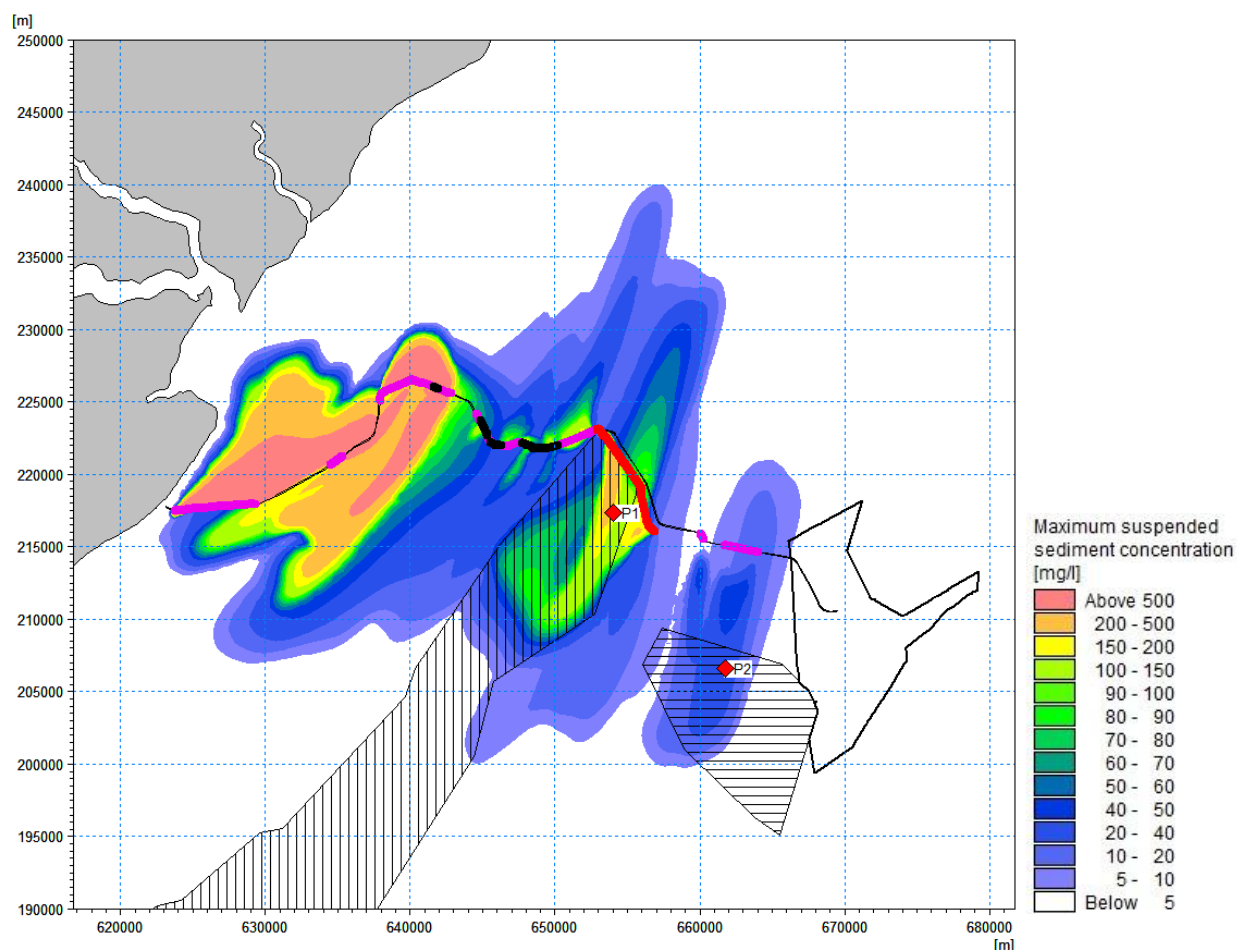 [m]
250000
245000
240000
235000
230000
225000
220000
215000
210000
205000
200000
195000
190000
P1
P2
620000
630000
640000
650000
660000
670000
680000
[m]
Maximum suspended
sediment concentration
[mg/l]
Above 500
200 - 500
150 - 200
100 - 150
90 - 100
80 - 90
70 - 80
60 - 70
50 - 60
40 - 50
20 - 40
10 - 20
5 - 10
Below 5